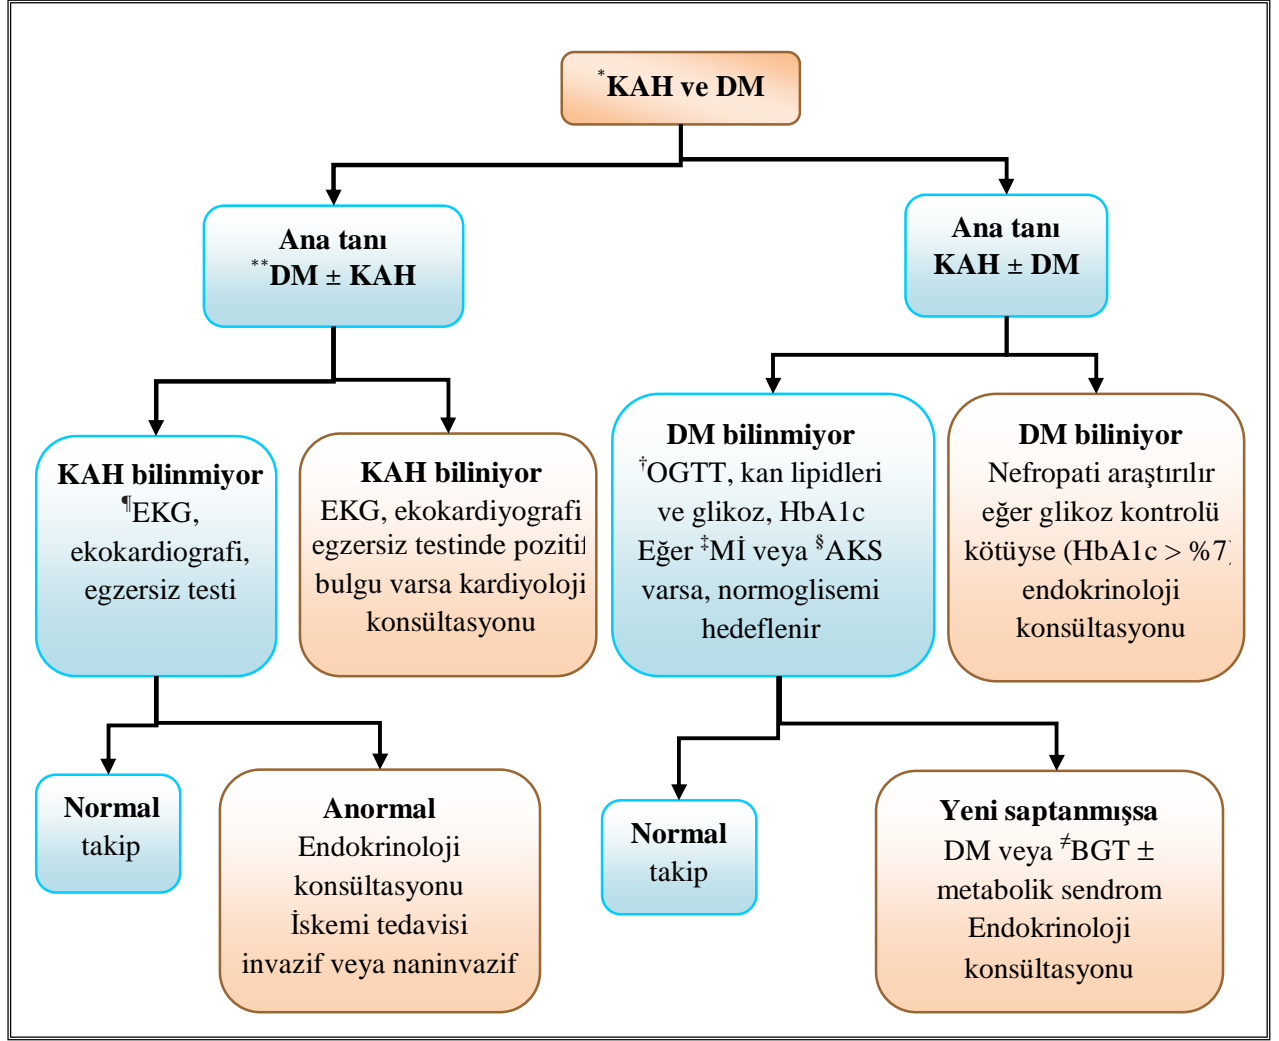 *KAH ve DM
Ana tanı
**DM ± KAH
Ana tanı
KAH ± DM
KAH bilinmiyor
¶EKG,
ekokardiografi,
egzersiz testi
KAH biliniyor
EKG, ekokardiyografi
egzersiz testinde pozitif
bulgu varsa kardiyoloji
konsültasyonu
DM bilinmiyor
†OGTT, kan lipidleri
ve glikoz, HbA1c
Eğer ‡Mİ veya §AKS
varsa, normoglisemi
hedeflenir
DM biliniyor
Nefropati araştırılır
eğer glikoz kontrolü
kötüyse (HbA1c > %7)
endokrinoloji
konsültasyonu
Normal
takip
Anormal
Endokrinoloji
konsültasyonu
İskemi tedavisi
invazif veya naninvazif
Normal
takip
Yeni saptanmışsa
DM veya ≠BGT ±
metabolik sendrom
Endokrinoloji
konsültasyonu